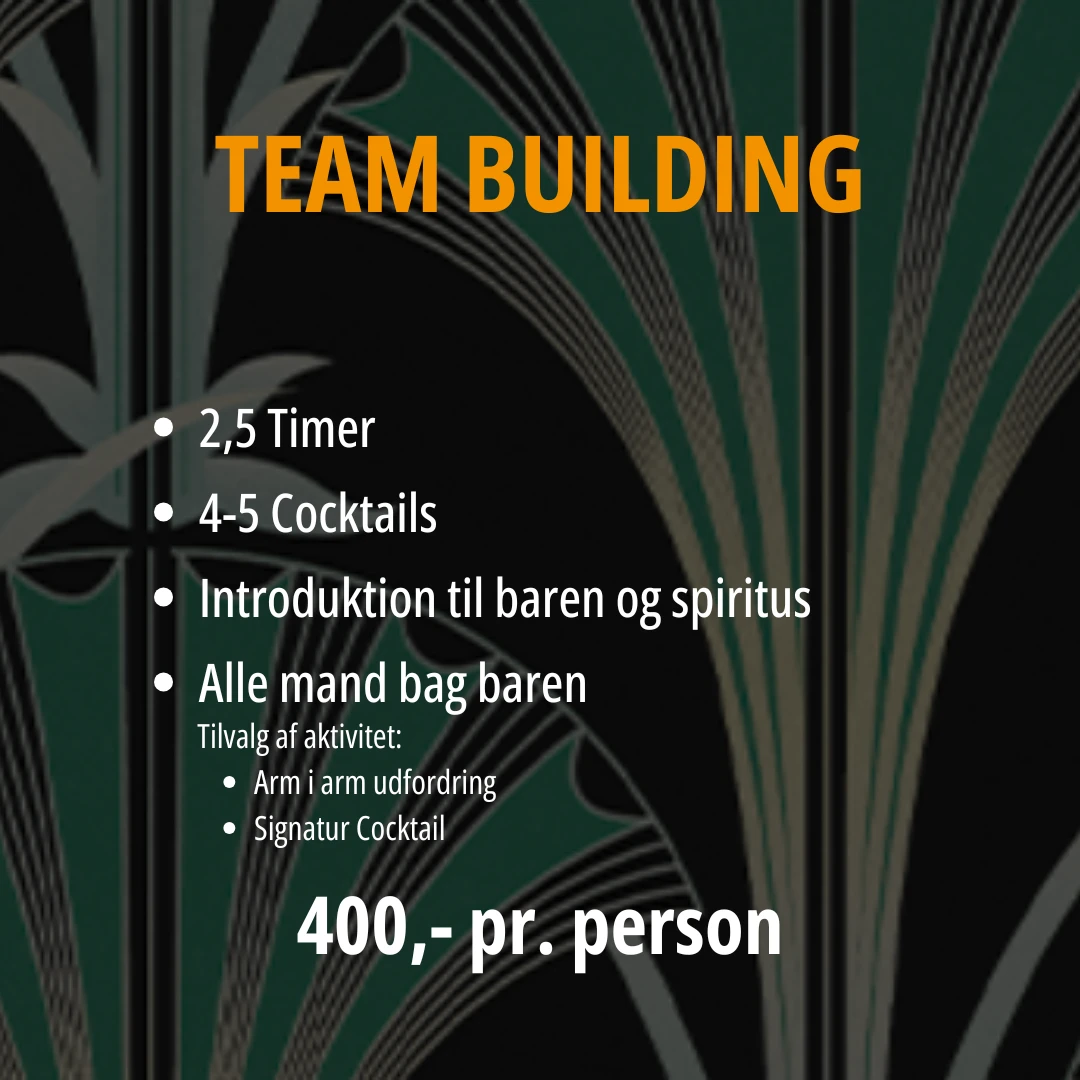 TEAM BUILDING
• 2,5 Timer
• 4-5 Cocktails
• Introduktion til baren og spiritus
• Alle mand bag baren
Tilvalg af aktivitet:
• Arm i arm udfordring
• Signatur Cocktail
400,- pr. person